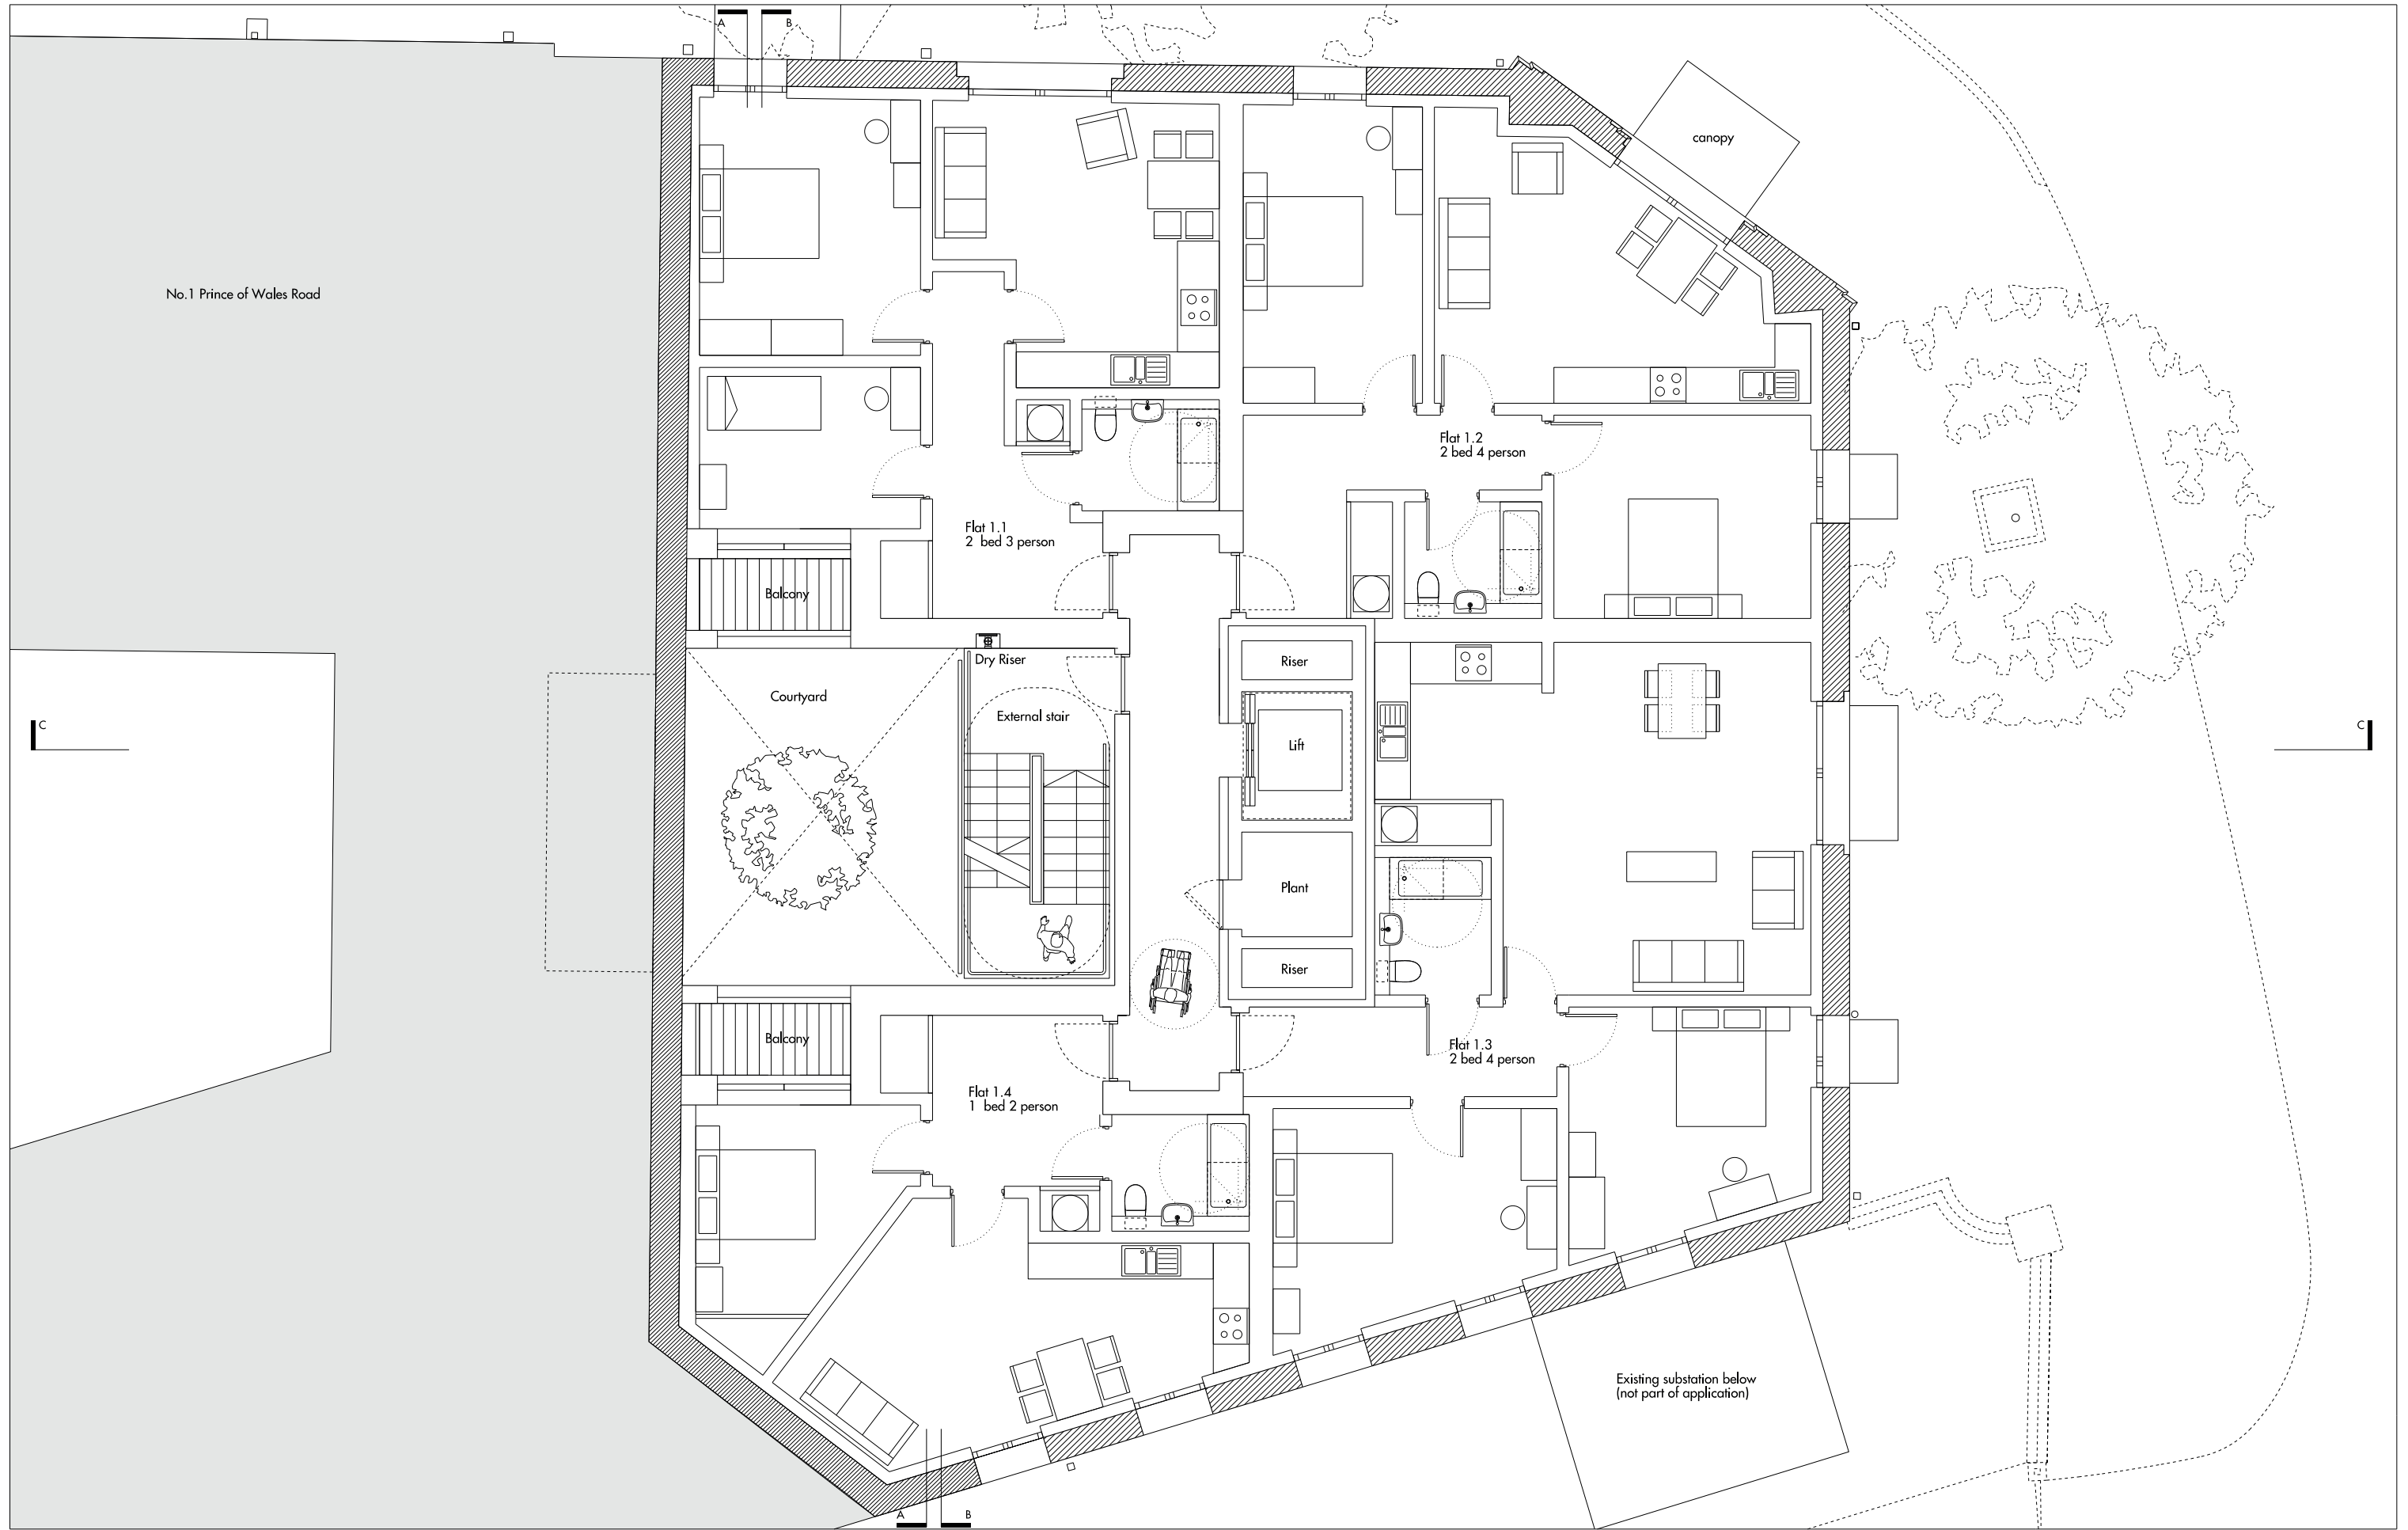 A
B
canopy
No.1 Prince of Wales Road
Flat 1.2
2 bed 4 person
Flat 1.1
2 bed 3 person
Balcony
Dry Riser
Riser
Courtyard
External stair
C
C
Lift
Plant
Riser
Balcony
Flat 1.3
2 bed 4 person
Flat 1.4
1 bed 2 person
Existing substation below
(not part of application)
A
B